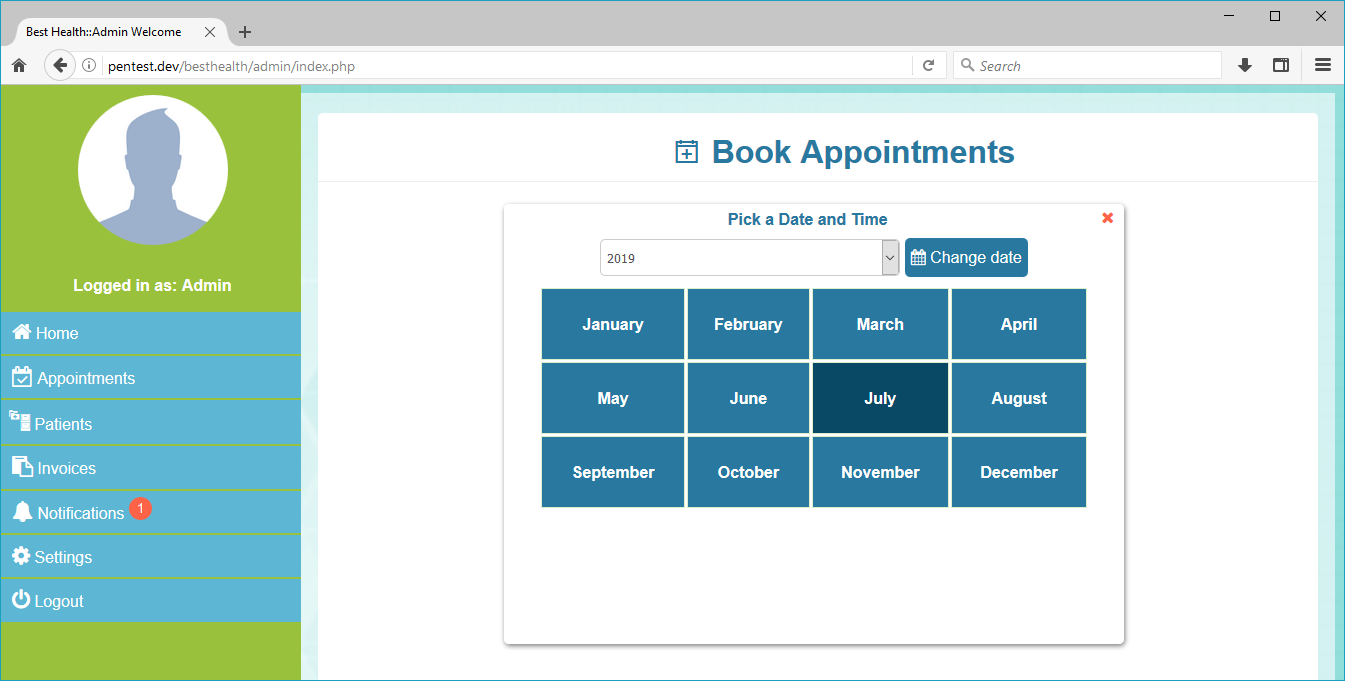 Best Health::Admin Welcome
pentest.dev/besthealth/admin/index.php
Search
Logged in as: Admin
Home
Appointments
Patients
Invoices
Notifications 1
Settings
Logout
Book Appointments
Pick a Date and Time
2019 Change date
January February March April
May June July August
September October November December